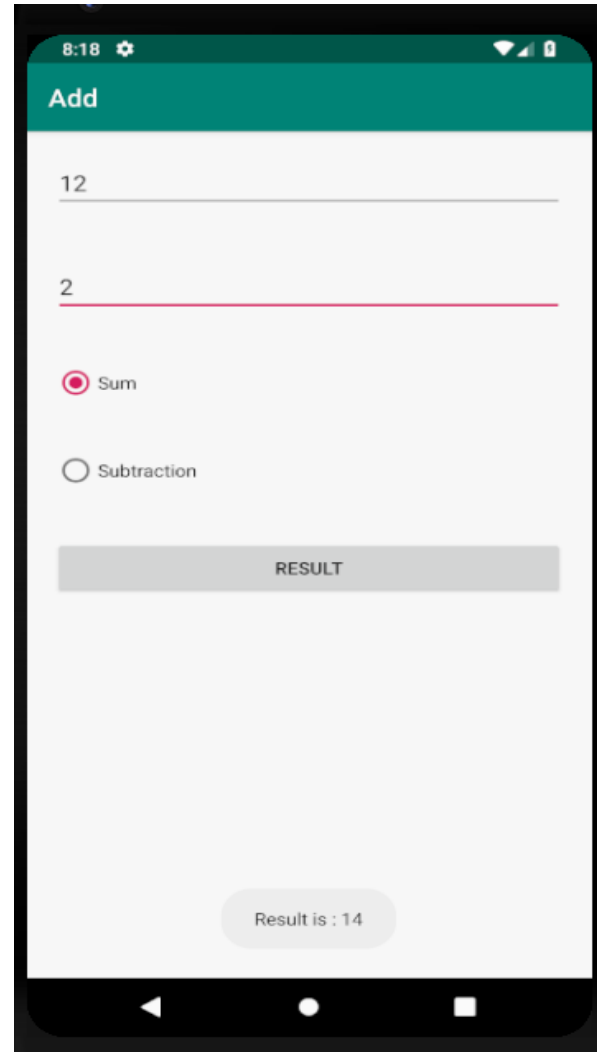 8:18
Add
12
2
Sum
Subtraction
RESULT
Result is : 14